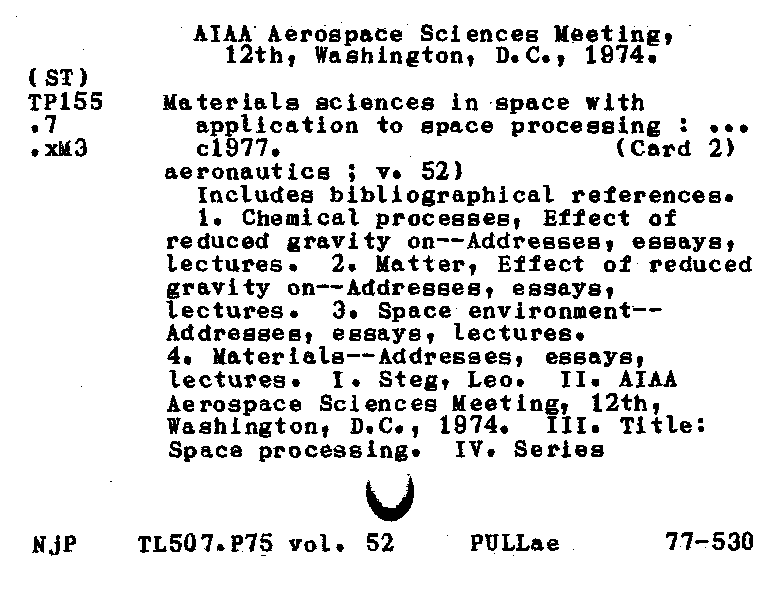 AIAA Aerospace Sciences Meeting,
12th, Washington, D.C., 1974.
(ST)
TP155 Materials sciences in space with
.7 application to space processing : ...
.xM3 c1977. (Card 2)
aeronautics ; v. 52)
Includes bibliographical references.
1. Chemical processes, Effect of
reduced gravity on--Addresses, essays,
lectures. 2. Matter, Effect of reduced
gravity on--Addresses, essays,
lectures. 3. Space environment--
Addresses, essays, lectures.
4. Materials--Addresses, essays,
lectures. I. Steg, Leo. II. AIAA
Aerospace Sciences Meeting, 12th,
Washington, D.C., 1974. III. Title:
Space processing. IV. Series
NjP TL507.P75 vol. 52 PULLae 77-530